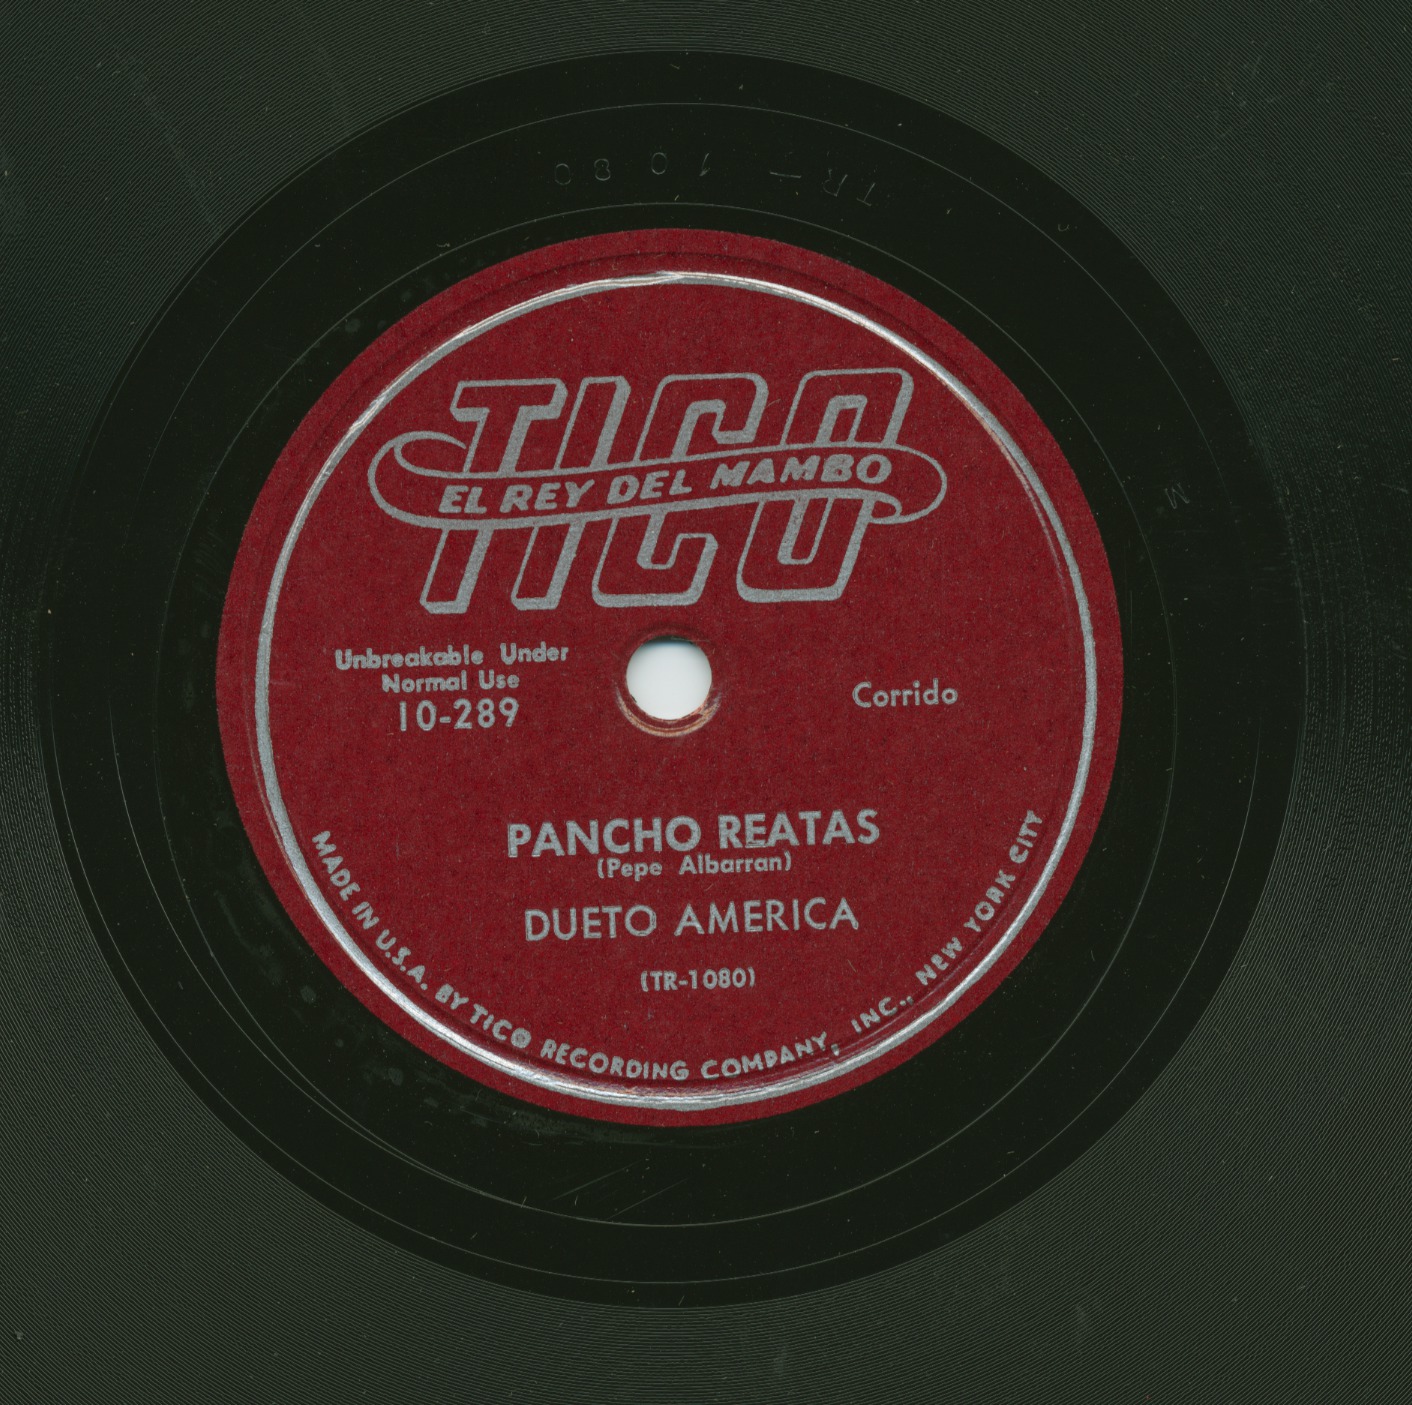 TR-1080
M
TICO
EL REY DEL MAMBO
Unbreakable Under
Normal Use
10-289
Corrido
PANCHO REATAS
(Pepe Albarran)
DUETO AMERICA
(TR-1080)
MADE IN U.S.A. BY TICO RECORDING COMPANY, INC., NEW YORK CITY